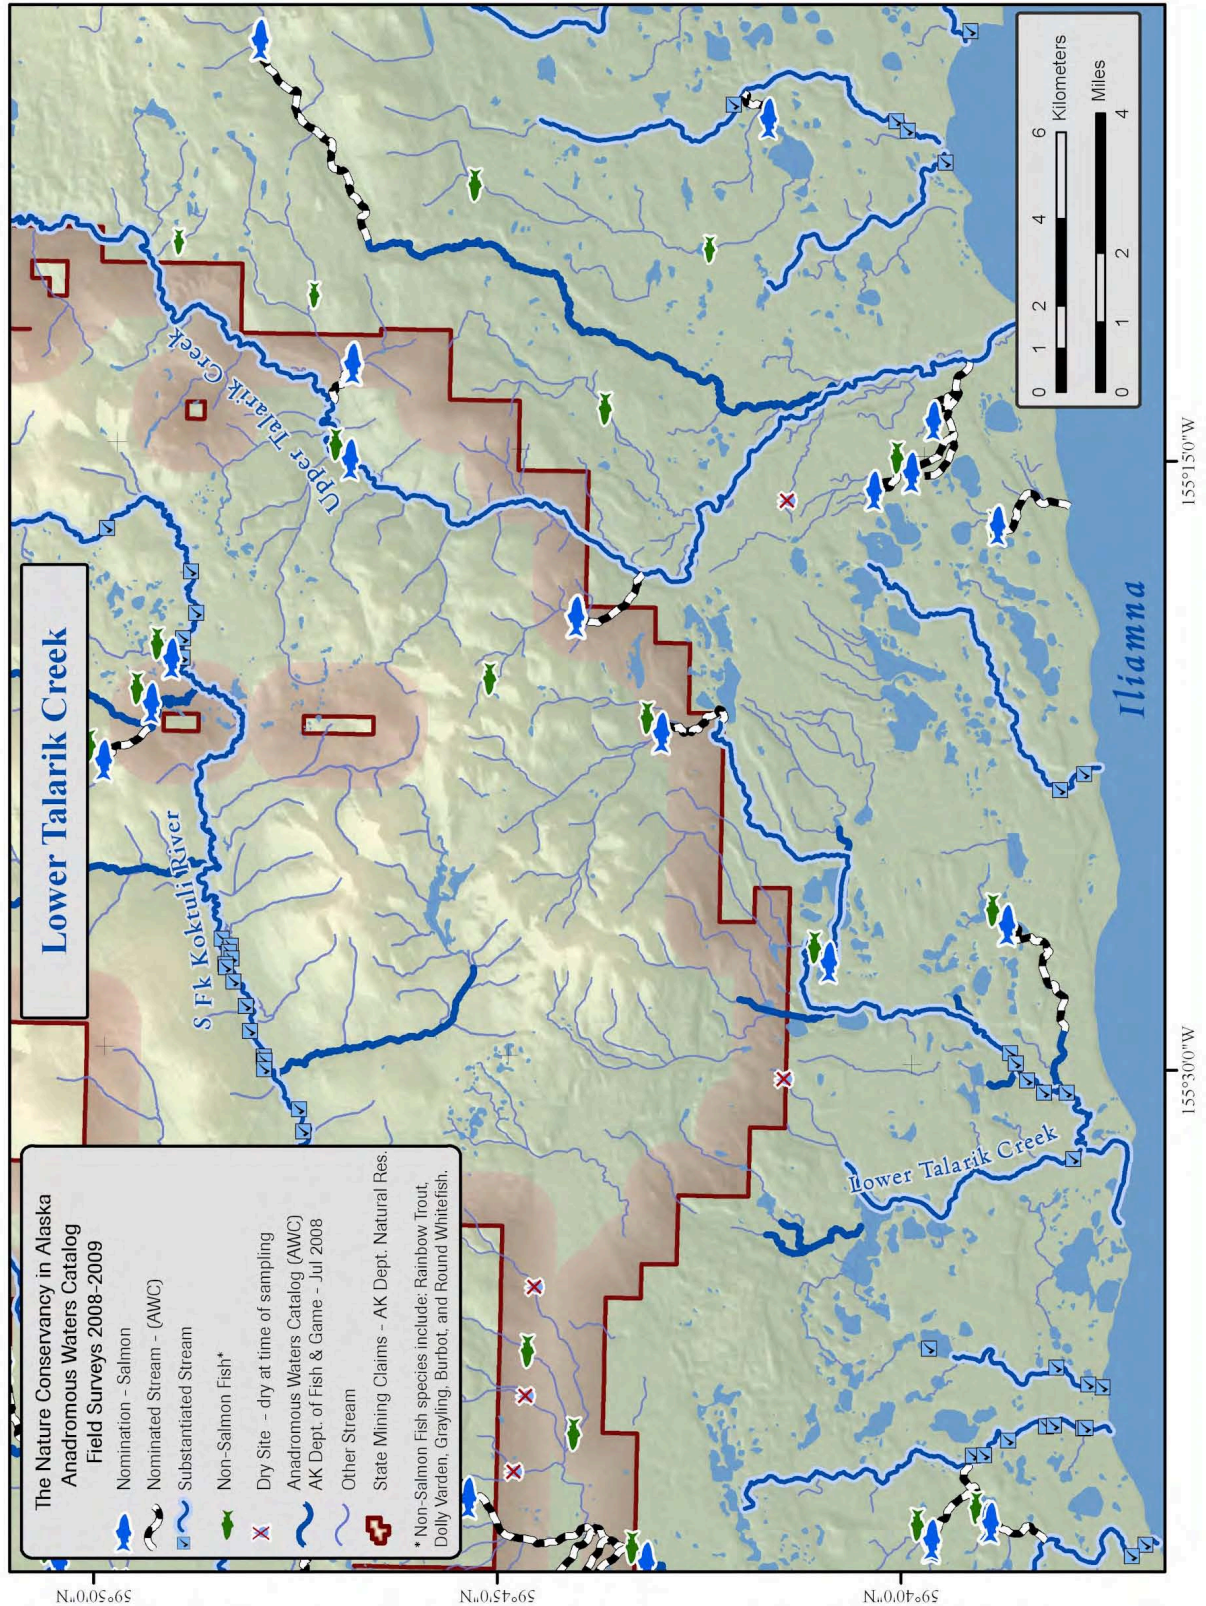 Lower Talarik Creek
The Nature Conservancy in Alaska
Anadromous Waters Catalog
Field Surveys 2008-2009
Nomination - Salmon
Nominated Stream - (AWC)
Substantiated Stream
Non-Salmon Fish*
Dry Site - dry at time of sampling
Anadromous Waters Catalog (AWC)
AK Dept. of Fish & Game - Jul 2008
Other Stream
State Mining Claims - AK Dept. Natural Res.
* Non-Salmon Fish species include: Rainbow Trout,
Dolly Varden, Grayling, Burbot, and Round Whitefish.
S Fk Koktuli River
Upper Talarik Creek
Lower Talarik Creek
Iliamna
0 1 2 4 6
Kilometers
Miles
0 1 2 4
59°50'0"N
59°45'0"N
59°40'0"N
155°30'0"W
155°15'0"W